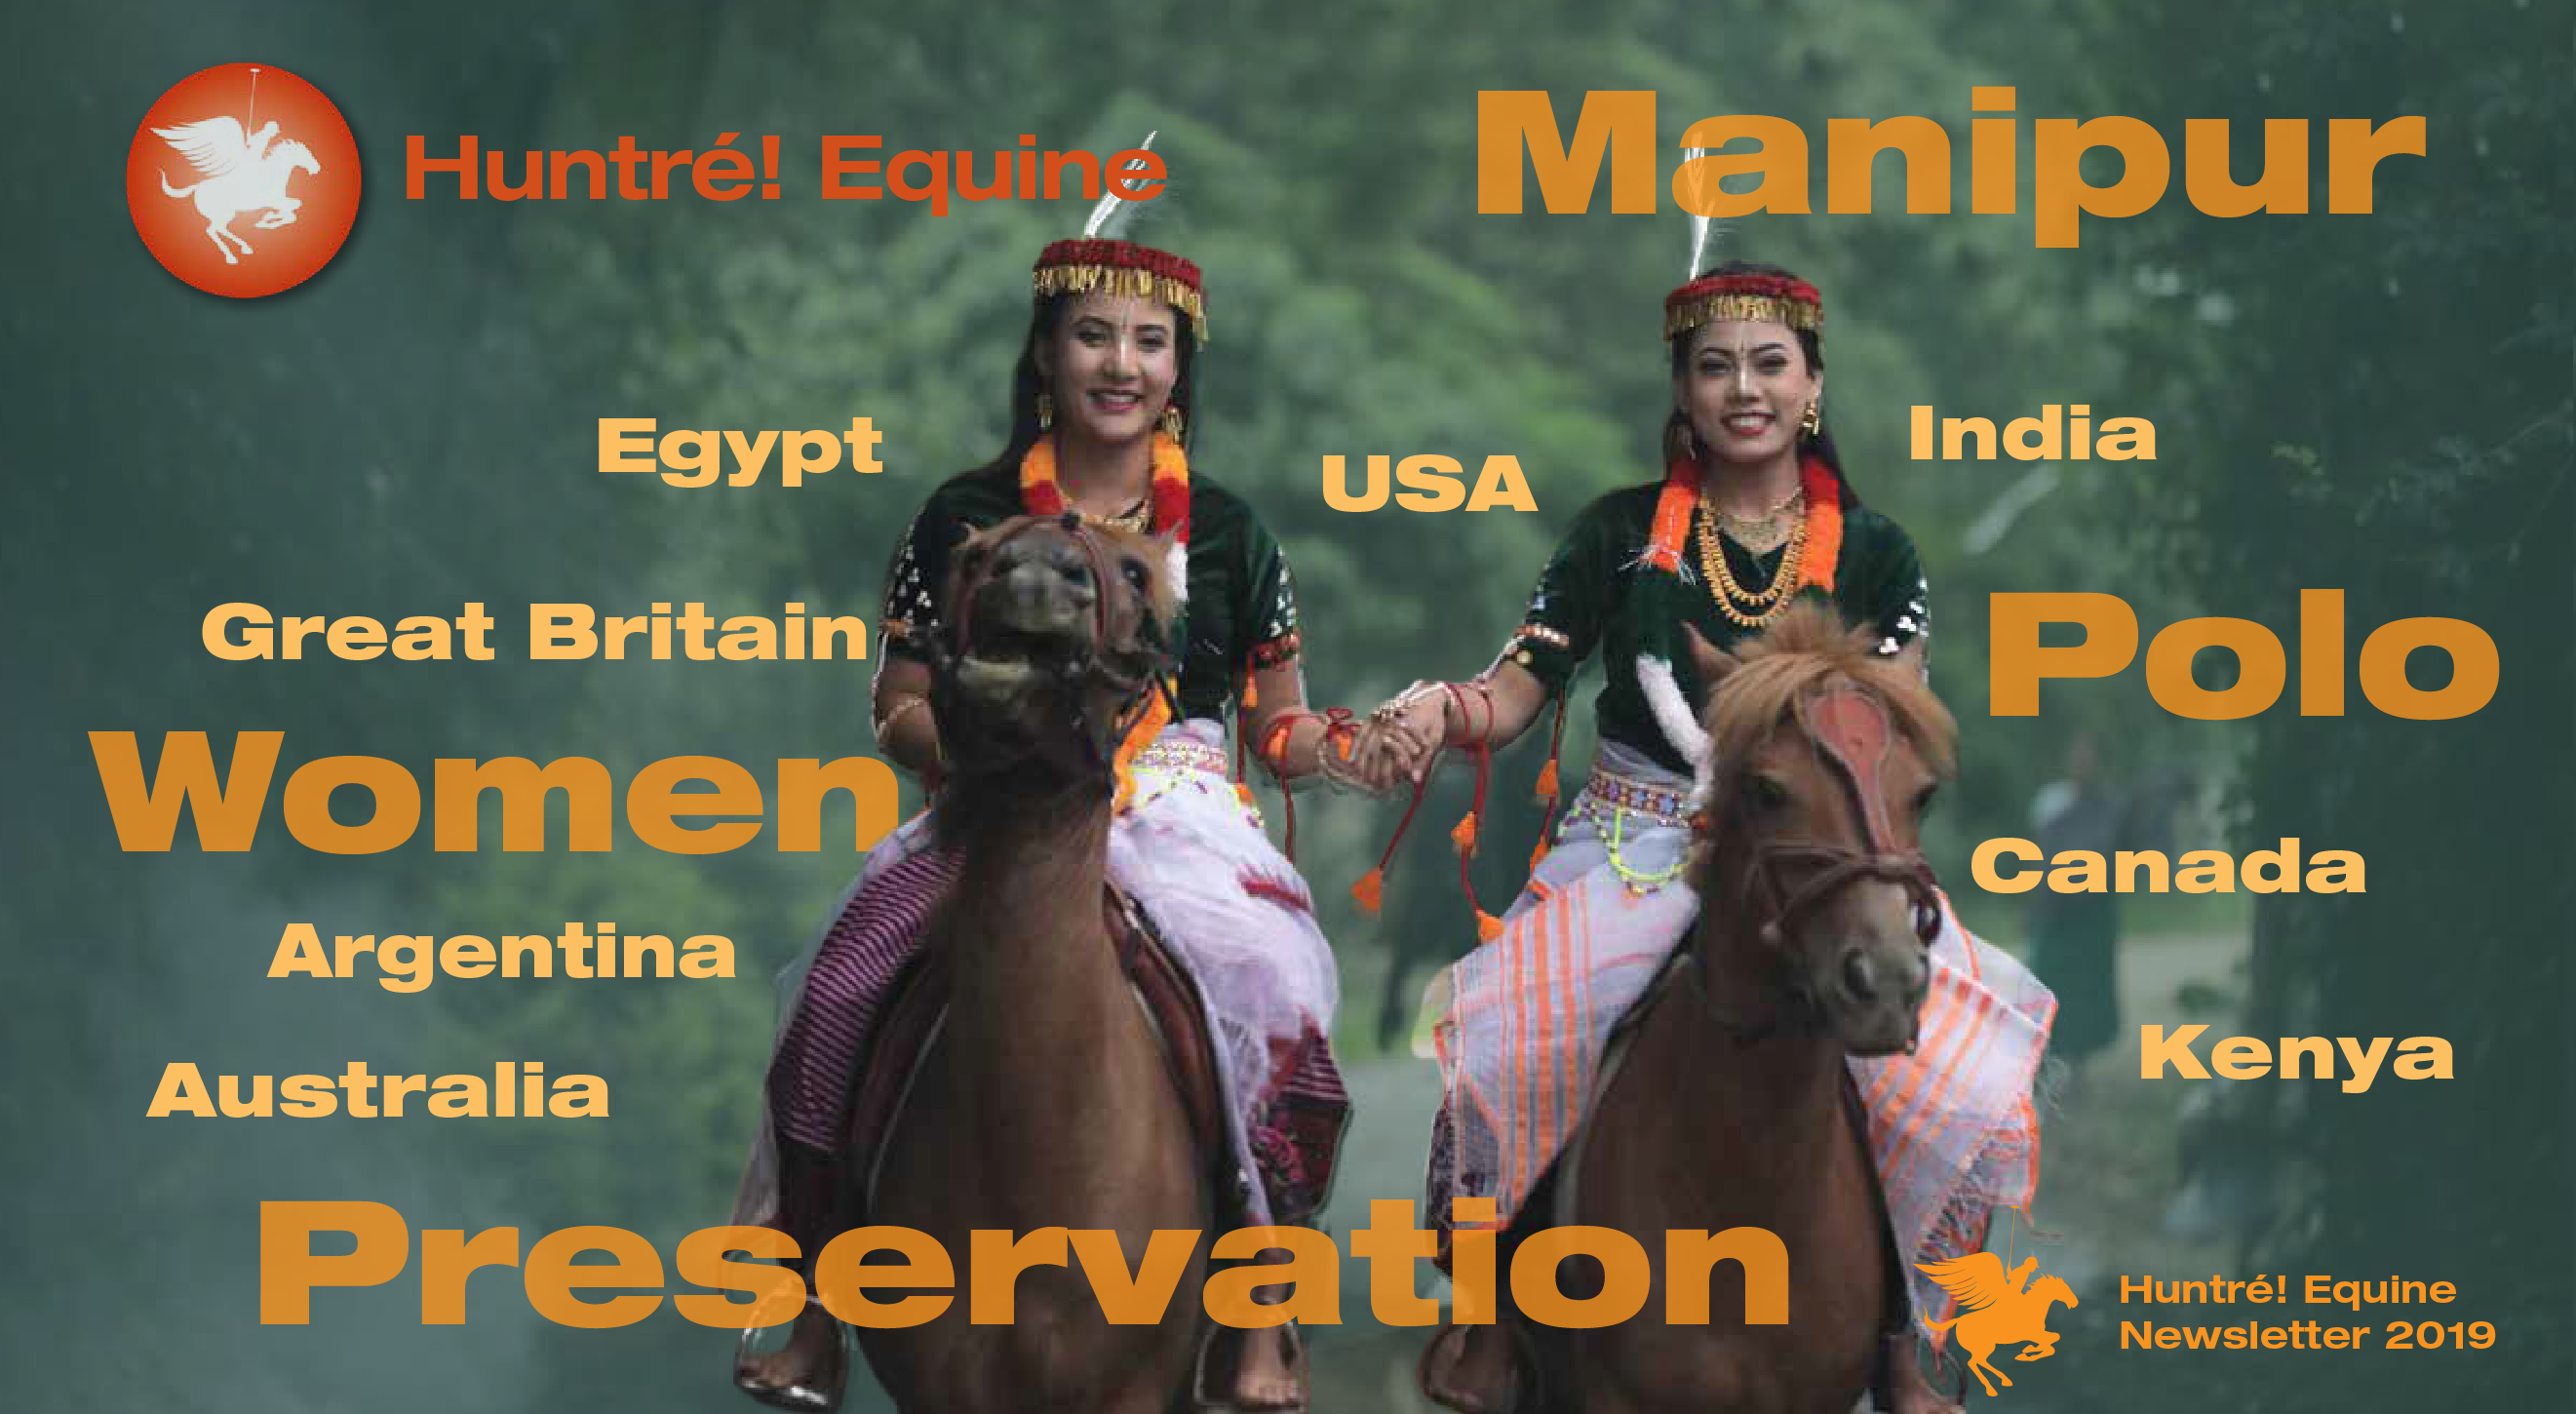 Huntré! Equine
Manipur
Egypt
USA
India
Great Britain
Polo
Women
Canada
Argentina
Kenya
Australia
Preservation
Huntré! Equine
Newsletter 2019